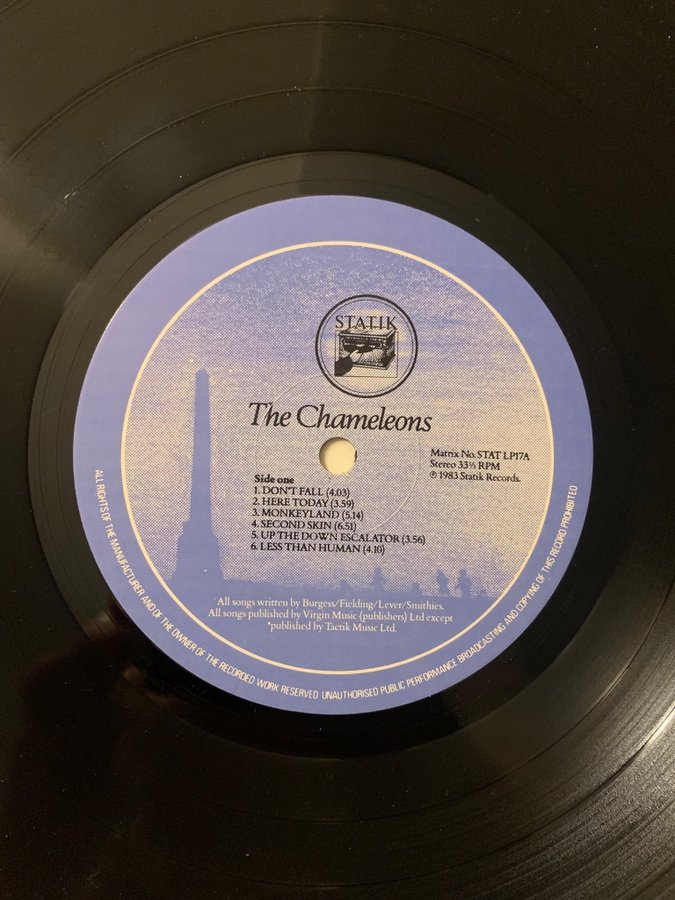 STATIK
The Chameleons
Matrix No. STAT LP17A
Stereo 33⅓ RPM
℗ 1983 Statik Records.
Side one
1. DON'T FALL (4.03)
2. HERE TODAY (3.59)
3. MONKEYLAND (5.14)
4. SECOND SKIN (6.51)
5. UP THE DOWN ESCALATOR (3.56)
6. LESS THAN HUMAN (4.10)
All songs written by Burgess/Fielding/Lever/Smithies.
All songs published by Virgin Music (publishers) Ltd except
*published by Tactik Music Ltd.
ALL RIGHTS OF THE MANUFACTURER AND OF THE OWNER OF THE RECORDED WORK RESERVED UNAUTHORISED PUBLIC PERFORMANCE BROADCASTING AND COPYING OF THIS RECORD PROHIBITED